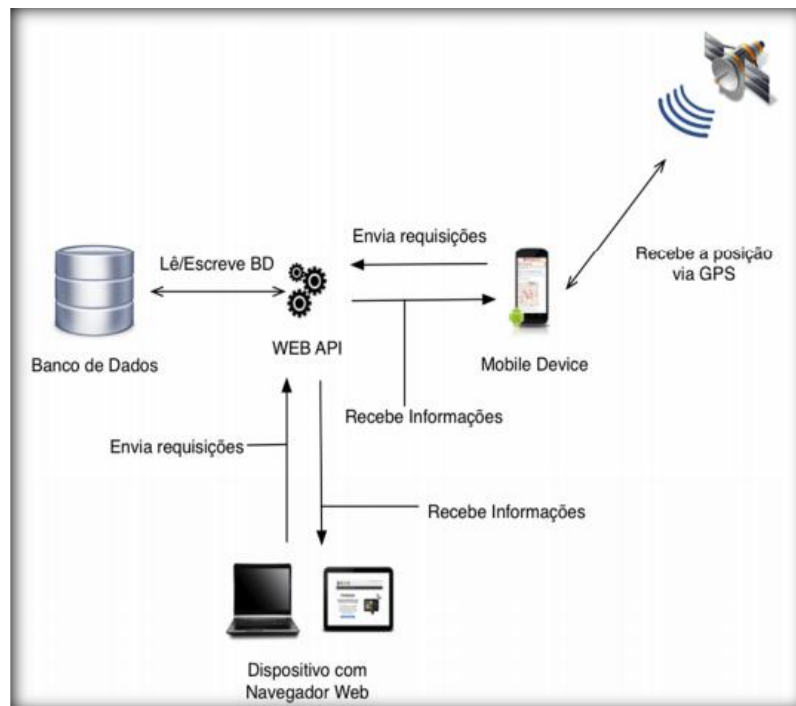 Envia requisições
Recebe a posição
via GPS
Lê/Escreve BD
WEB API
Banco de Dados
Mobile Device
Recebe Informações
Envia requisições
Recebe Informações
Dispositivo com
Navegador Web